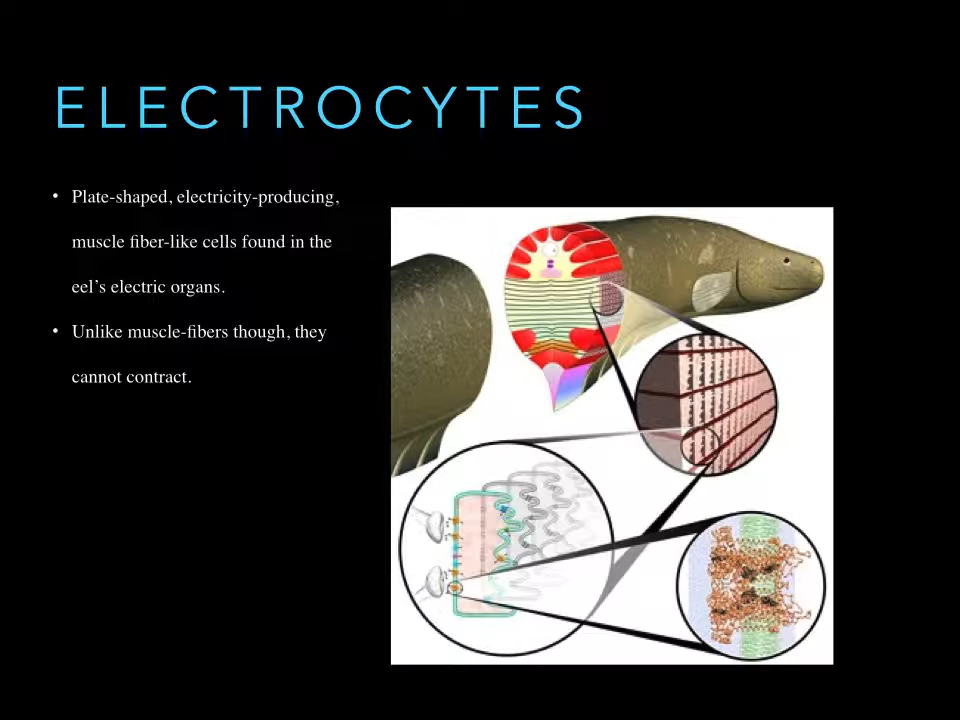 ELECTROCYTES
• Plate-shaped, electricity-producing,
muscle fiber-like cells found in the
eel’s electric organs.
• Unlike muscle-fibers though, they
cannot contract.